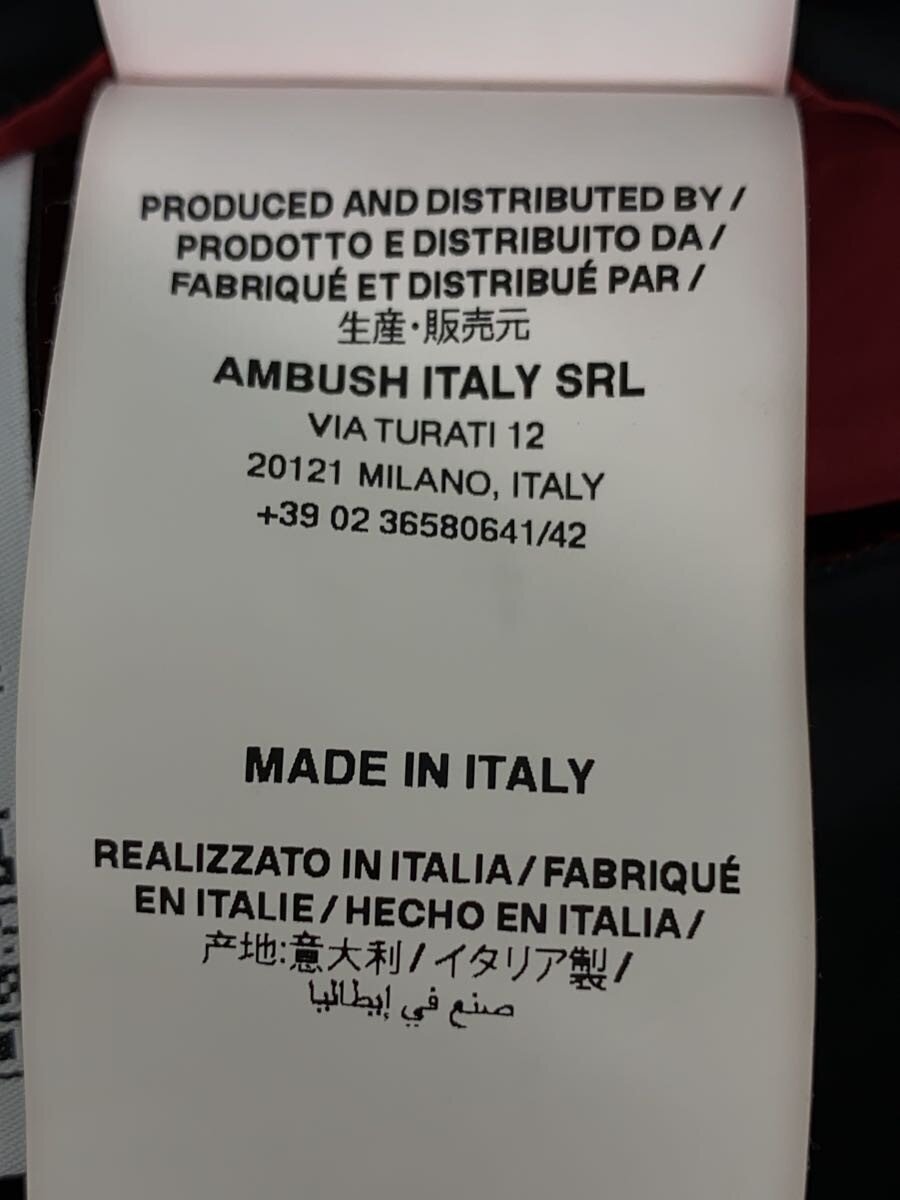 PRODUCED AND DISTRIBUTED BY /
PRODOTTO E DISTRIBUITO DA /
FABRIQUÉ ET DISTRIBUÉ PAR /
生産・販売元
AMBUSH ITALY SRL
VIA TURATI 12
20121 MILANO, ITALY
+39 02 36580641/42
MADE IN ITALY
REALIZZATO IN ITALIA / FABRIQUÉ
EN ITALIE / HECHO EN ITALIA /
产地:意大利 / イタリア製 /
صنع في إيطاليا